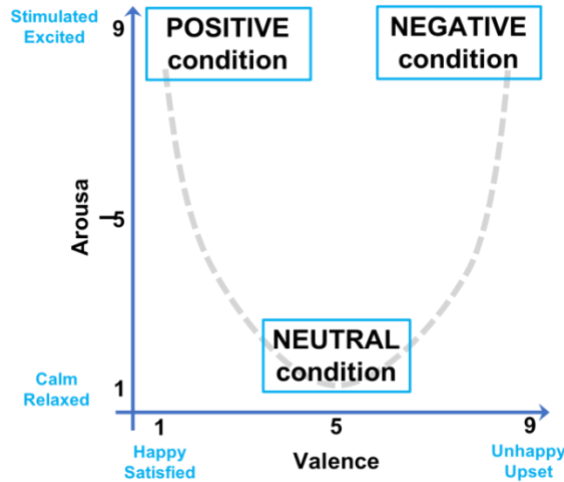 Stimulated
Excited
9
POSITIVE
condition
NEGATIVE
condition
Arousa
5
NEUTRAL
condition
Calm
Relaxed
1
1
5
9
Happy
Satisfied
Valence
Unhappy
Upset